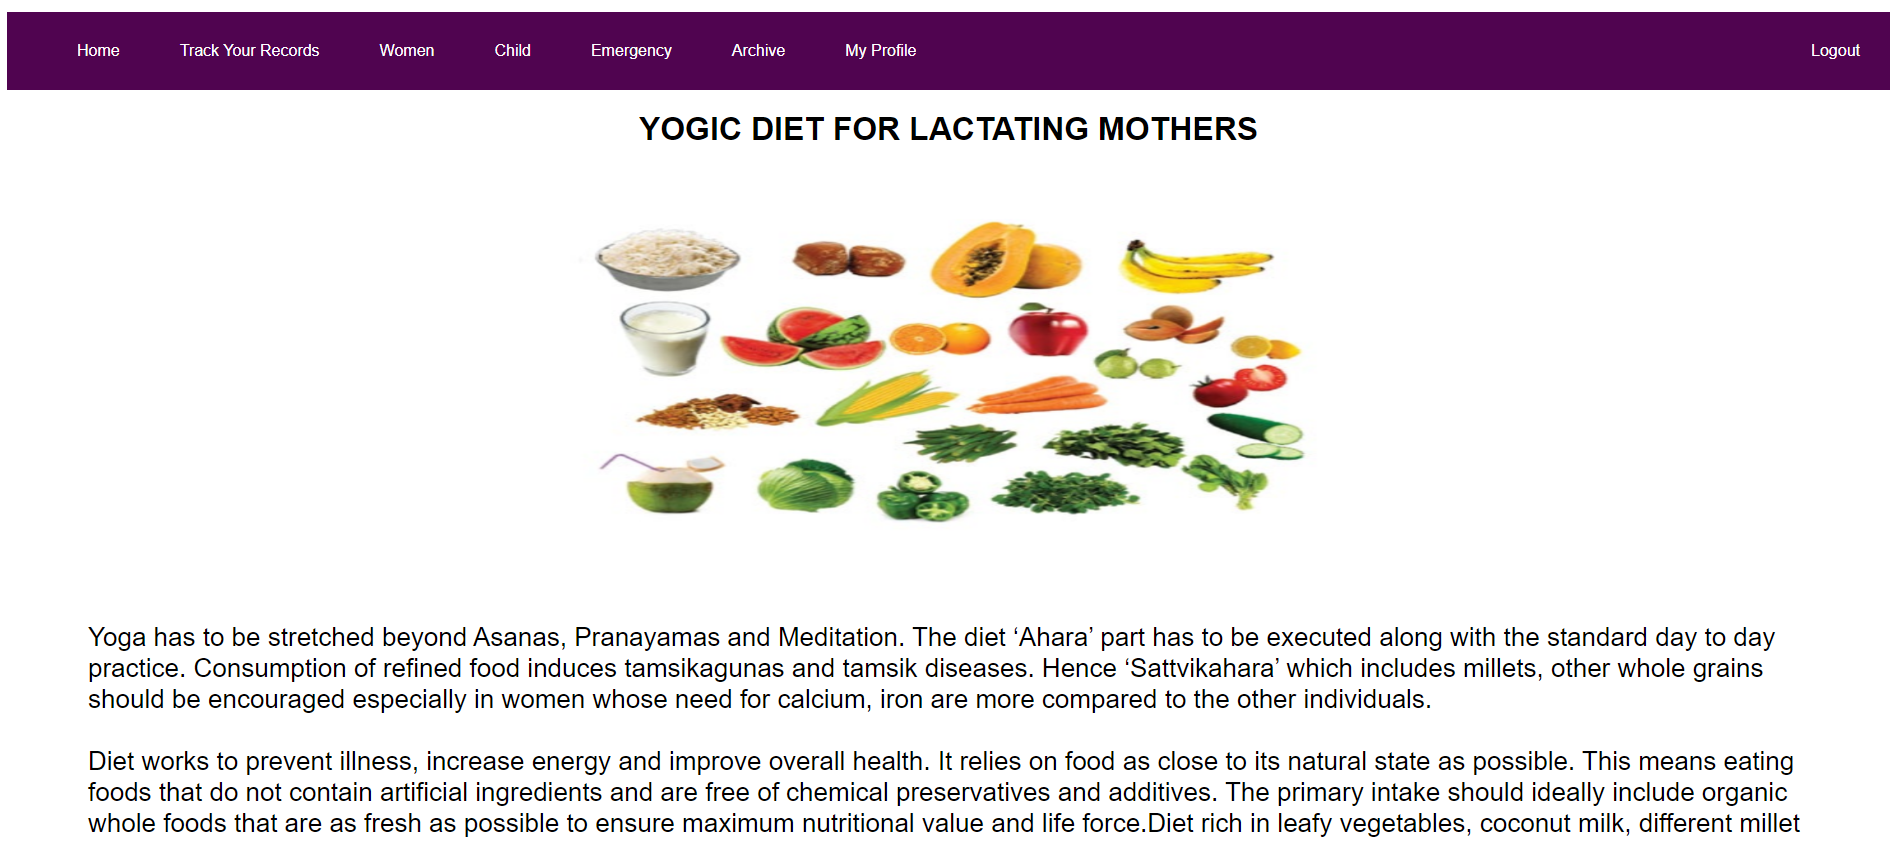 Home Track Your Records Women Child Emergency Archive My Profile Logout
YOGIC DIET FOR LACTATING MOTHERS
Yoga has to be stretched beyond Asanas, Pranayamas and Meditation. The diet ‘Ahara’ part has to be executed along with the standard day to day
practice. Consumption of refined food induces tamsikagunas and tamsik diseases. Hence ‘Sattvikahara’ which includes millets, other whole grains
should be encouraged especially in women whose need for calcium, iron are more compared to the other individuals.
Diet works to prevent illness, increase energy and improve overall health. It relies on food as close to its natural state as possible. This means eating
foods that do not contain artificial ingredients and are free of chemical preservatives and additives. The primary intake should ideally include organic
whole foods that are as fresh as possible to ensure maximum nutritional value and life force.Diet rich in leafy vegetables, coconut milk, different millet